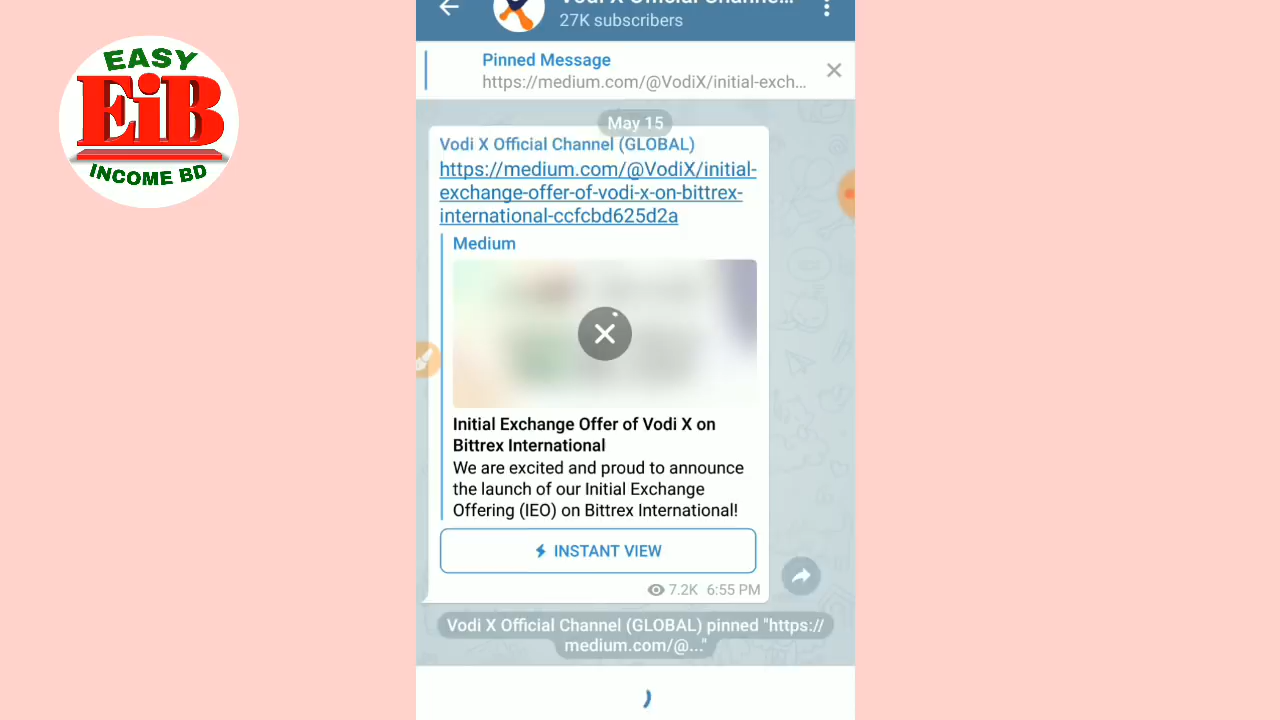 EASY
EiB
INCOME BD
27K subscribers
Pinned Message
https://medium.com/@VodiX/initial-exch...
May 15
Vodi X Official Channel (GLOBAL)
https://medium.com/@VodiX/initial-
exchange-offer-of-vodi-x-on-bittrex-
international-ccfcbd625d2a
Medium
Initial Exchange Offer of Vodi X on
Bittrex International
We are excited and proud to announce
the launch of our Initial Exchange
Offering (IEO) on Bittrex International!
INSTANT VIEW
7.2K 6:55 PM
Vodi X Official Channel (GLOBAL) pinned "https://
medium.com/@..."